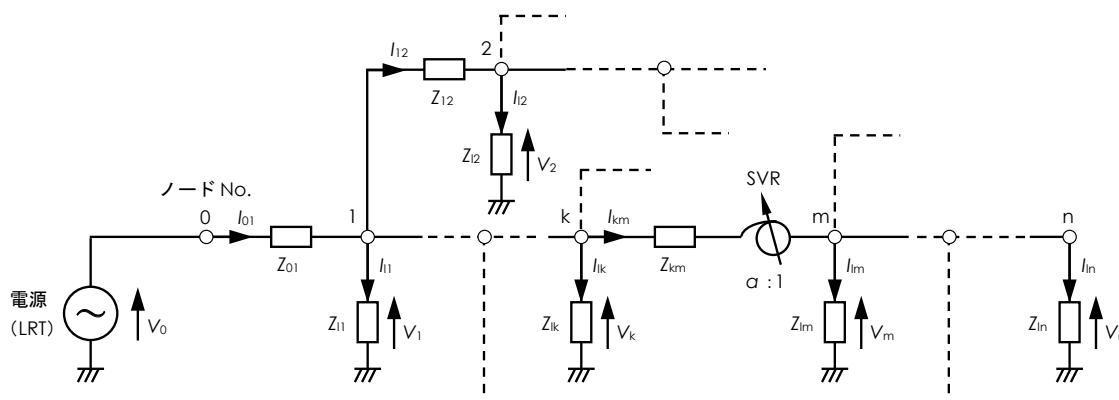 I12
2
Z12
Il2
Zl2
V2
ノード No.
0
I01
Z01
1
Il1
Zl1
V1
電源
(LRT)
V0
k
Ikm
Zkm
SVR
a : 1
m
Ilk
Zlk
Vk
Ilm
Zlm
Vm
n
Iln
Zln